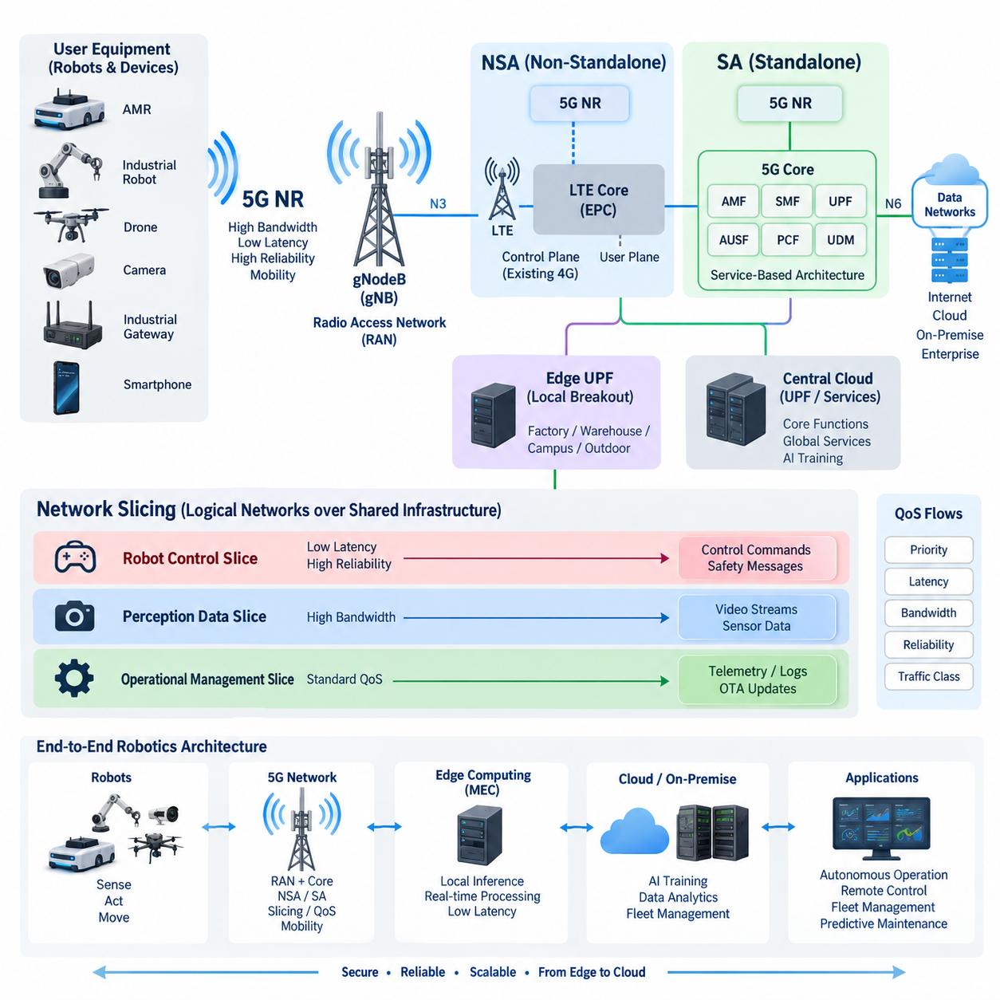 User Equipment
(Robots & Devices)
AMR
Industrial
Robot
Drone
Camera
Industrial
Gateway
Smartphone
5G NR
High Bandwidth
Low Latency
High Reliability
Mobility
gNodeB
(gNB)
Radio Access Network
(RAN)
N3
NSA (Non-Standalone)
5G NR
LTE
LTE Core
(EPC)
Control Plane
(Existing 4G)
User Plane
SA (Standalone)
5G NR
5G Core
AMF
SMF
UPF
AUSF
PCF
UDM
Service-Based Architecture
N6
Data
Networks
Internet
Cloud
On-Premise
Enterprise
Edge UPF
(Local Breakout)
Factory / Warehouse /
Campus / Outdoor
Central Cloud
(UPF / Services)
Core Functions
Global Services
AI Training
Network Slicing (Logical Networks over Shared Infrastructure)
Robot Control Slice
Low Latency
High Reliability
Control Commands
Safety Messages
Perception Data Slice
High Bandwidth
Video Streams
Sensor Data
Operational Management Slice
Standard QoS
Telemetry / Logs
OTA Updates
QoS Flows
Priority
Latency
Bandwidth
Reliability
Traffic Class
End-to-End Robotics Architecture
Robots
Sense
Act
Move
5G Network
RAN + Core
NSA / SA
Slicing / QoS
Mobility
Edge Computing
(MEC)
Local Inference
Real-time Processing
Low Latency
Cloud / On-Premise
AI Training
Data Analytics
Fleet Management
Applications
Autonomous Operation
Remote Control
Fleet Management
Predictive Maintenance
Secure • Reliable • Scalable • From Edge to Cloud